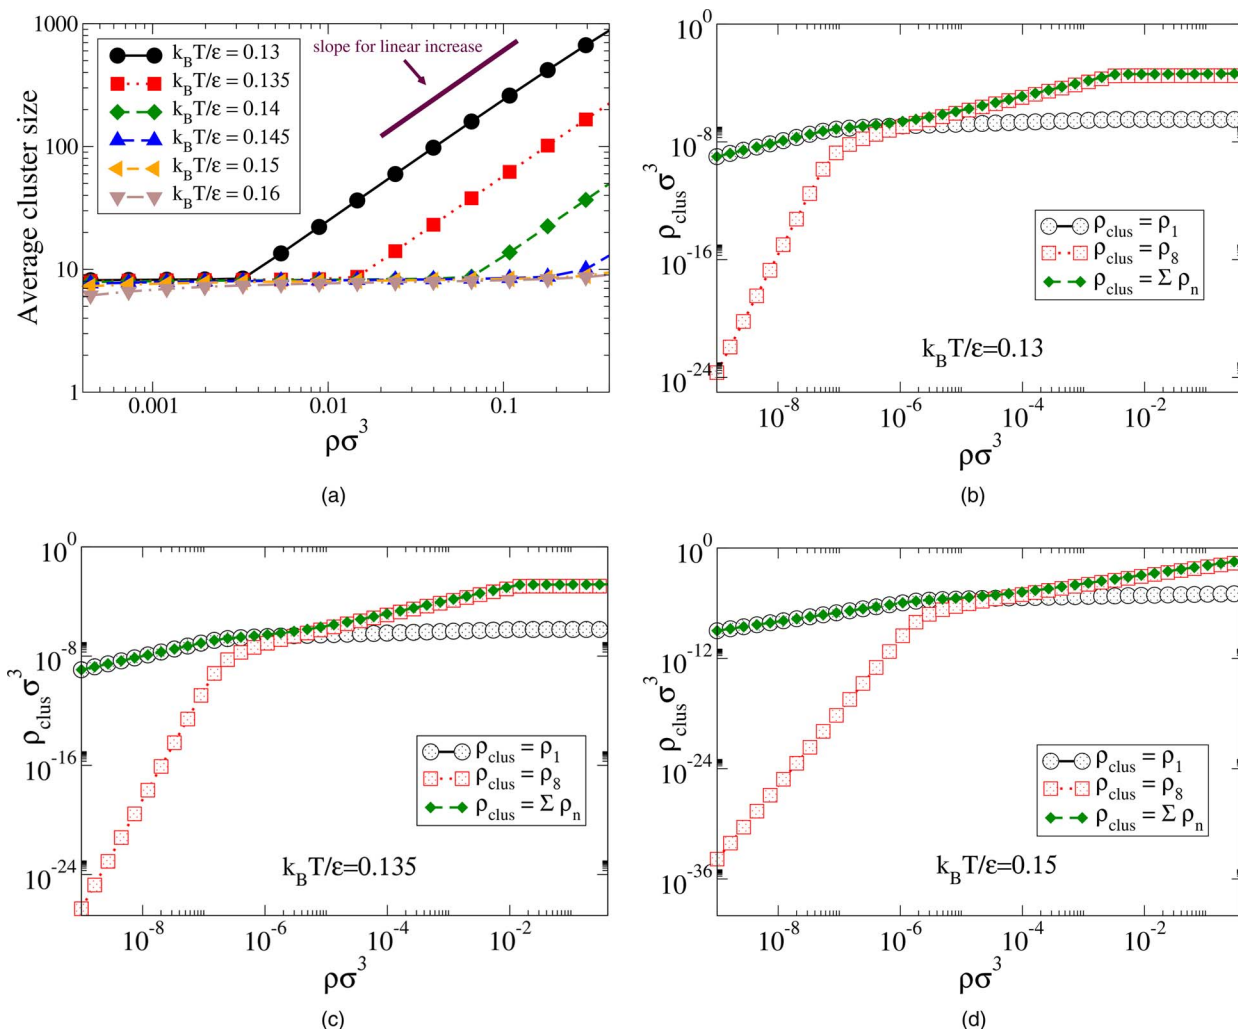 1000
100
10
1
Average cluster size
k_BT/ε = 0.13
k_BT/ε = 0.135
k_BT/ε = 0.14
k_BT/ε = 0.145
k_BT/ε = 0.15
k_BT/ε = 0.16
slope for linear increase
0.001 0.01 0.1
ρσ^3
(a)
10^0
10^-8
10^-16
10^-24
ρ_clus σ^3
ρ_clus = ρ_1
ρ_clus = ρ_8
ρ_clus = Σ ρ_n
k_BT/ε=0.13
10^-8 10^-6 10^-4 10^-2
ρσ^3
(b)
10^0
10^-8
10^-16
10^-24
ρ_clus σ^3
ρ_clus = ρ_1
ρ_clus = ρ_8
ρ_clus = Σ ρ_n
k_BT/ε=0.135
10^-8 10^-6 10^-4 10^-2
ρσ^3
(c)
10^0
10^-12
10^-24
10^-36
ρ_clus σ^3
ρ_clus = ρ_1
ρ_clus = ρ_8
ρ_clus = Σ ρ_n
k_BT/ε=0.15
10^-8 10^-6 10^-4 10^-2
ρσ^3
(d)